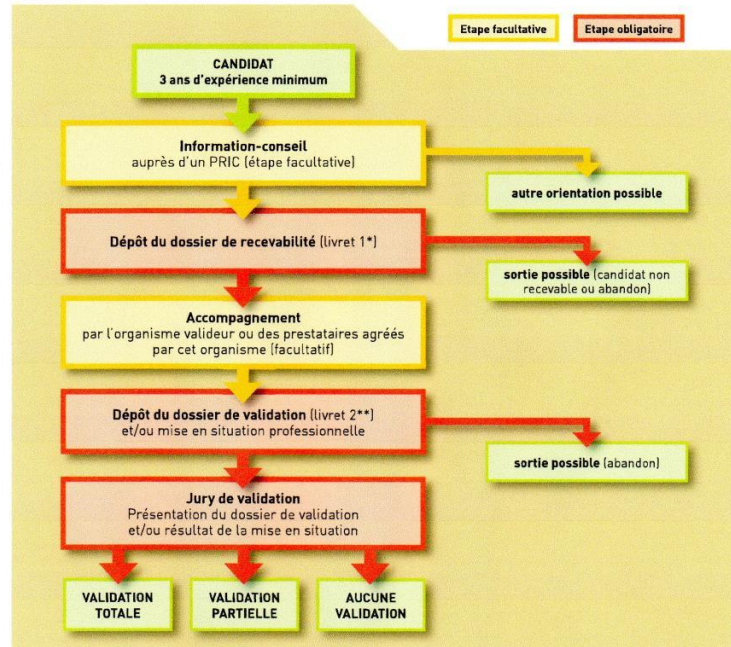 Etape facultative
Etape obligatoire
CANDIDAT
3 ans d'expérience minimum
Information-conseil
auprès d'un PRIC (étape facultative)
autre orientation possible
Dépôt du dossier de recevabilité (livret 1*)
sortie possible (candidat non
recevable ou abandon)
Accompagnement
par l'organisme valideur ou des prestataires agréés
par cet organisme (facultatif)
Dépôt du dossier de validation (livret 2**)
et/ou mise en situation professionnelle
sortie possible (abandon)
Jury de validation
Présentation du dossier de validation
et/ou résultat de la mise en situation
VALIDATION
TOTALE
VALIDATION
PARTIELLE
AUCUNE
VALIDATION